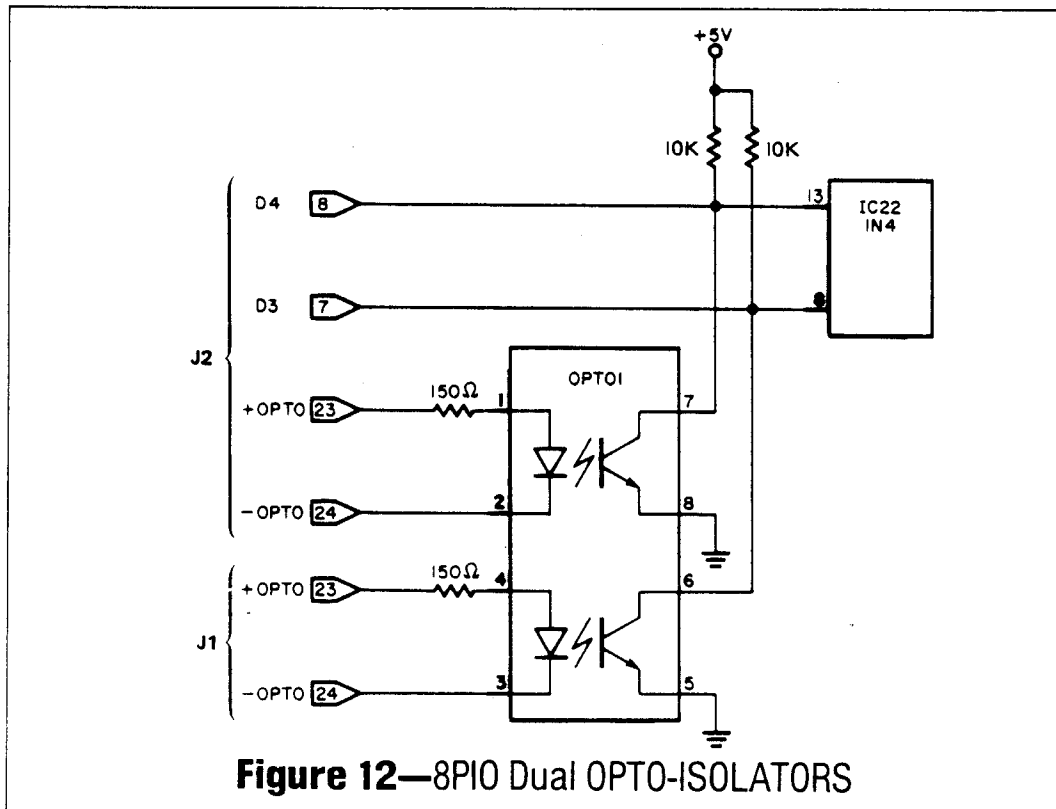 +5V
10K 10K
D4 8 13 IC22
IN4
D3 7 8
J2
OPTO1
150Ω
+OPTO 23 1 7
-OPTO 24 2 8
150Ω
+OPTO 23 4 6
J1
-OPTO 24 3 5
Figure 12—8PIO Dual OPTO-ISOLATORS